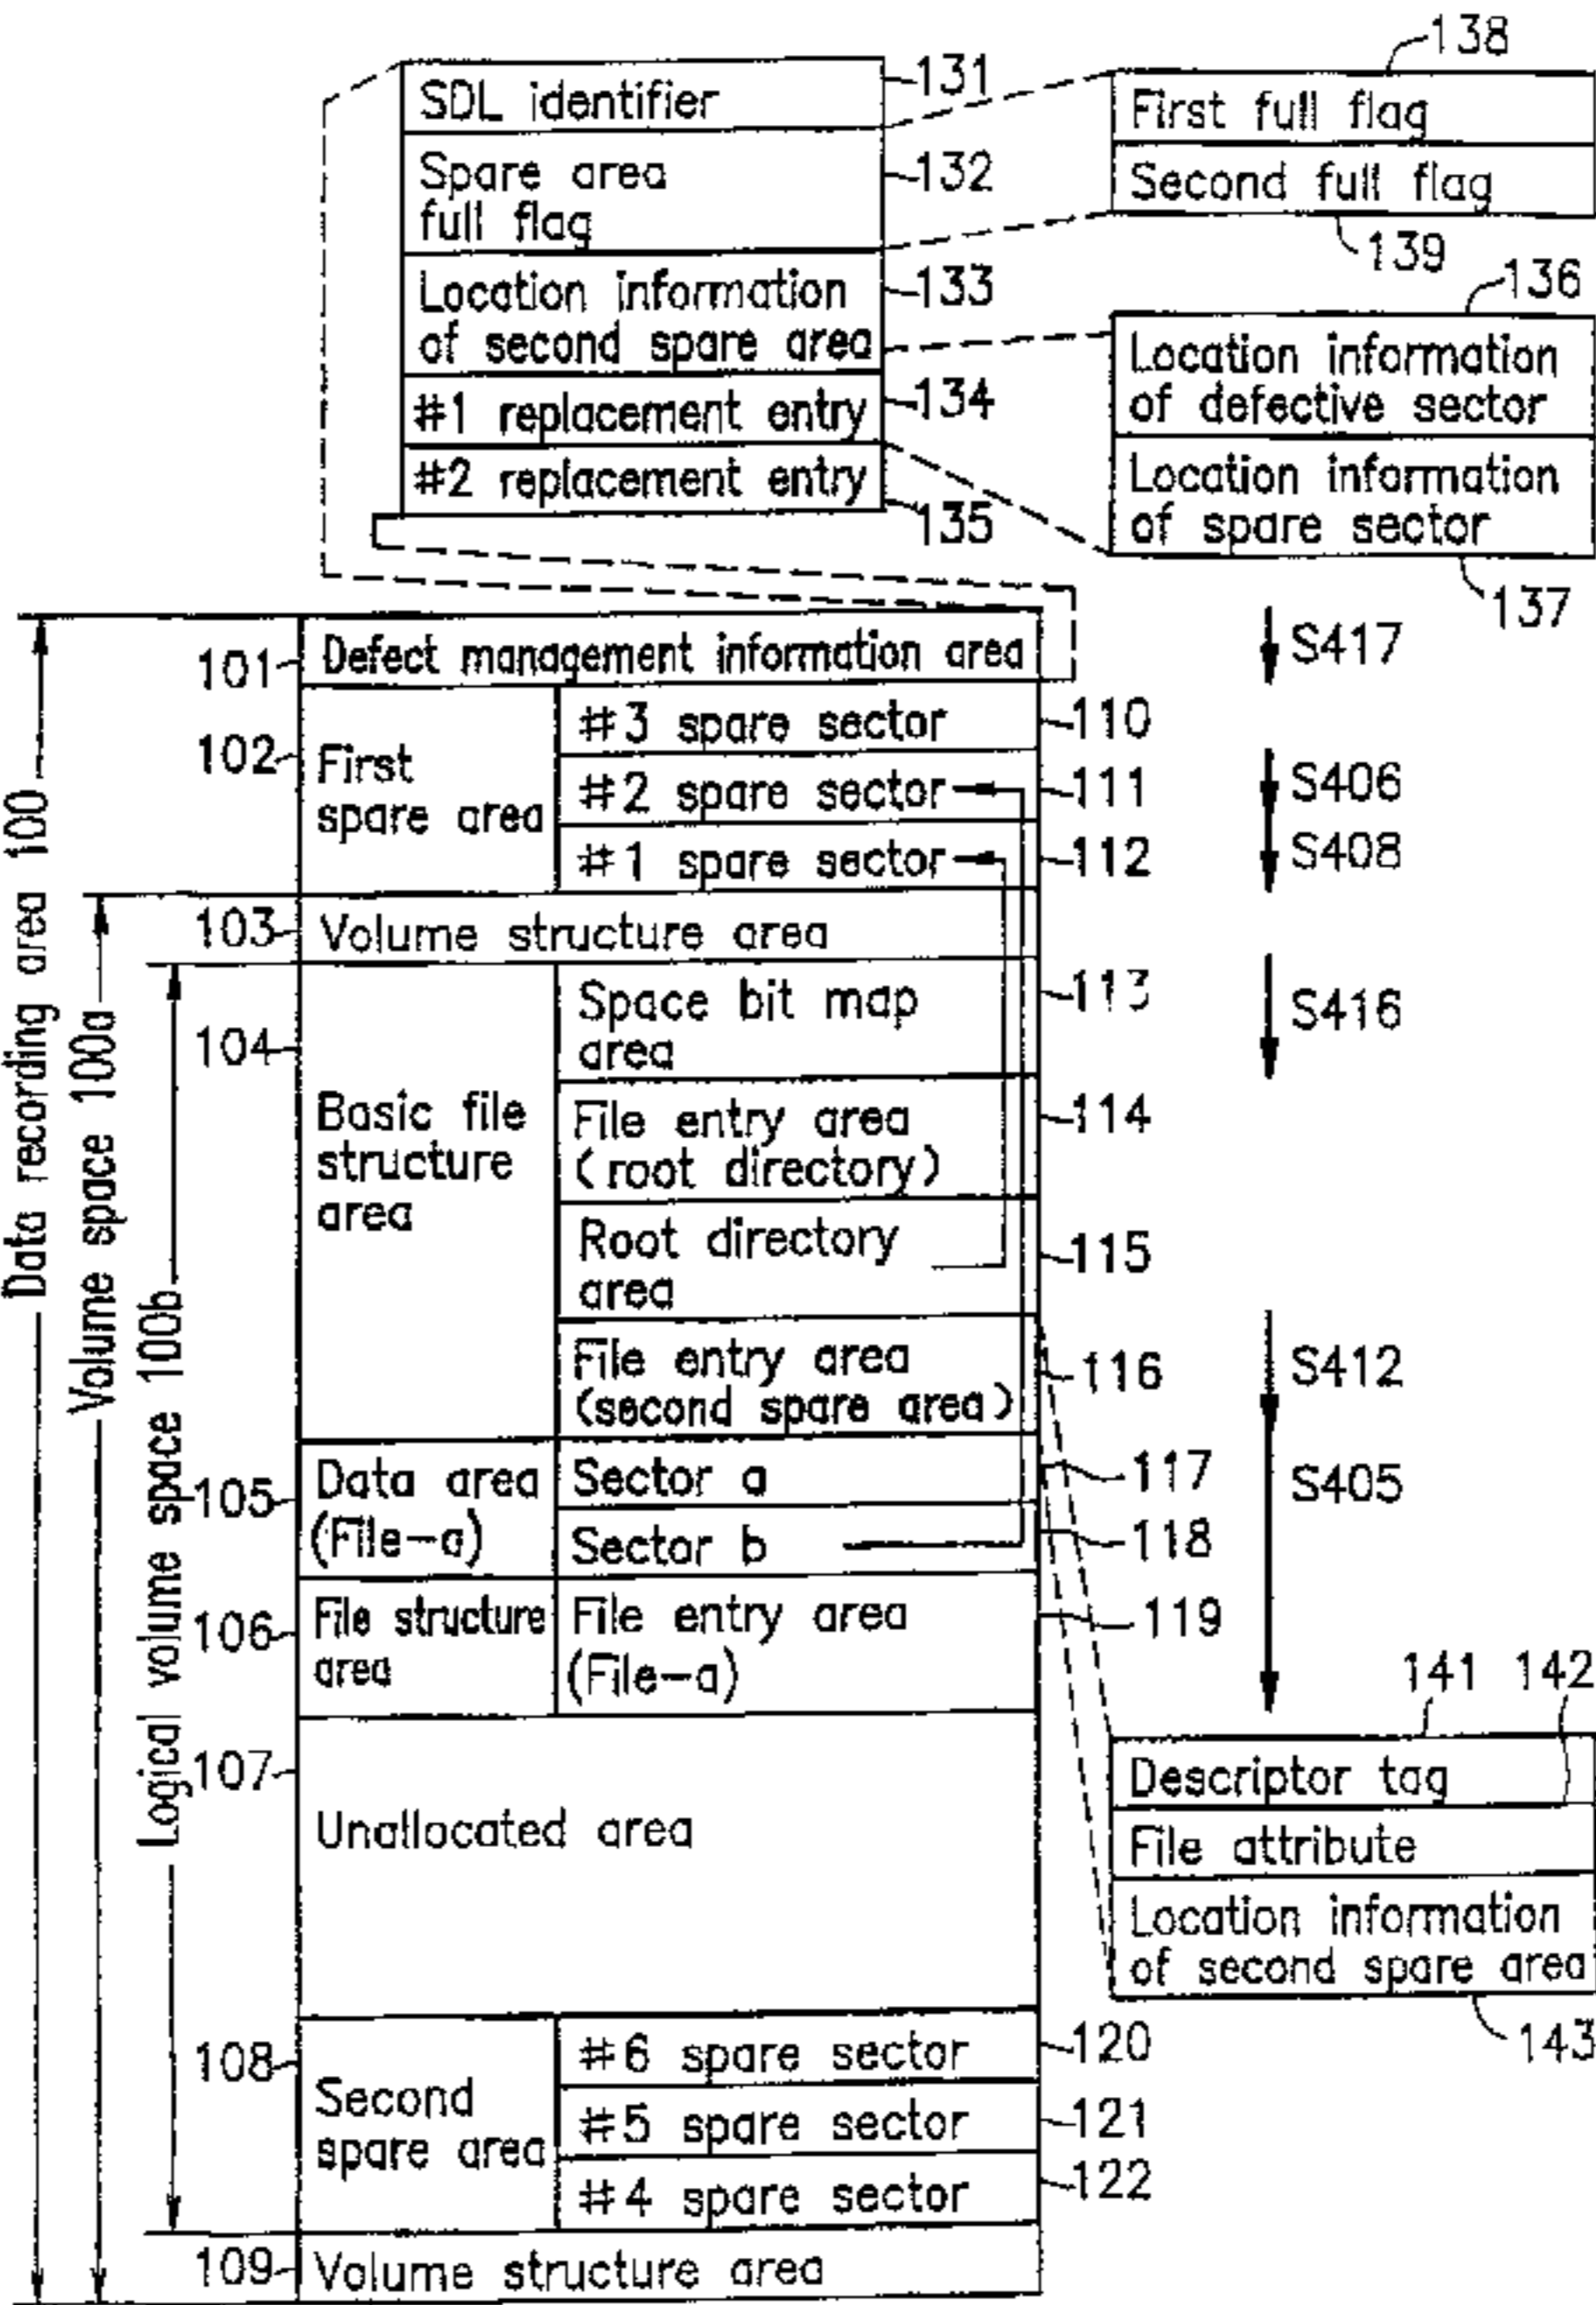 138
131
SDL identifier
First full flag
132
Spare area
full flag
Second full flag
139
133
136
Location information
of second spare area
Location information
of defective sector
134
#1 replacement entry
Location information
of spare sector
#2 replacement entry
135
137
S417
101
Defect management information area
102
First
spare area
#3 spare sector
110
#2 spare sector
111
S406
#1 spare sector
112
S408
103
Volume structure area
104
Basic file
structure
area
Space bit map
area
113
S416
File entry area
(root directory)
114
Root directory
area
115
File entry area
(second spare area)
116
S412
105
Data area
(File-a)
Sector a
117
S405
Sector b
118
106
File structure
area
File entry area
(File-a)
119
141
142
107
Unallocated area
Descriptor tag
File attribute
Location information
of second spare area
143
108
Second
spare area
#6 spare sector
120
#5 spare sector
121
#4 spare sector
122
109
Volume structure area
Data recording area 100
Volume space 100a
Logical volume space 100b